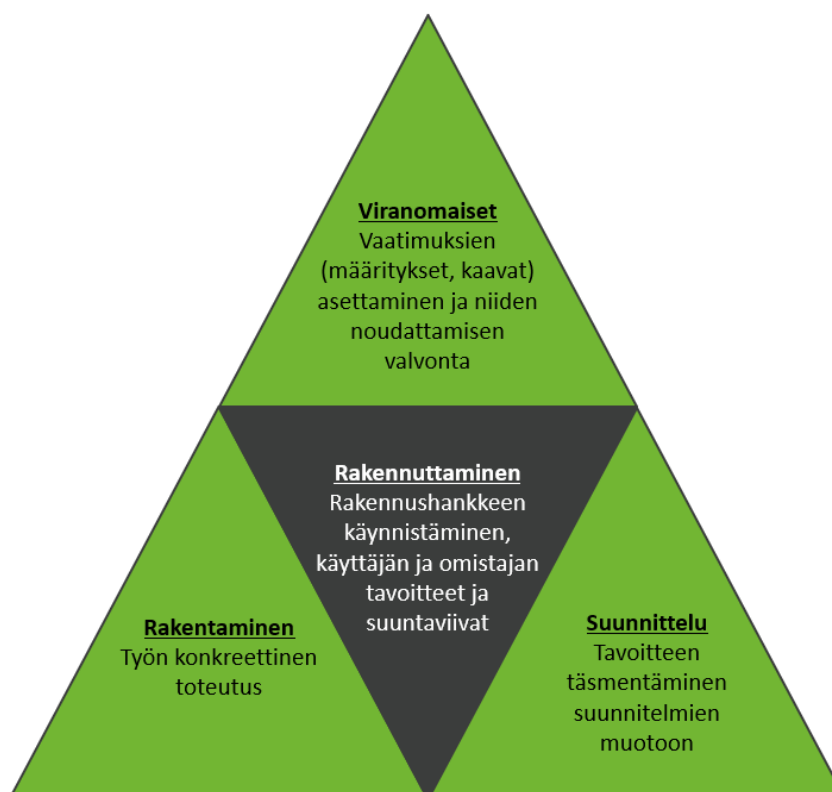 Viranomaiset
Vaatimuksien
(määritykset, kaavat)
asettaminen ja niiden
noudattamisen
valvonta
Rakennuttaminen
Rakennushankkeen
käynnistäminen,
käyttäjän ja omistajan
tavoitteet ja
suuntaviivat
Rakentaminen
Työn konkreettinen
toteutus
Suunnittelu
Tavoitteen
täsmentäminen
suunnitelmien
muotoon